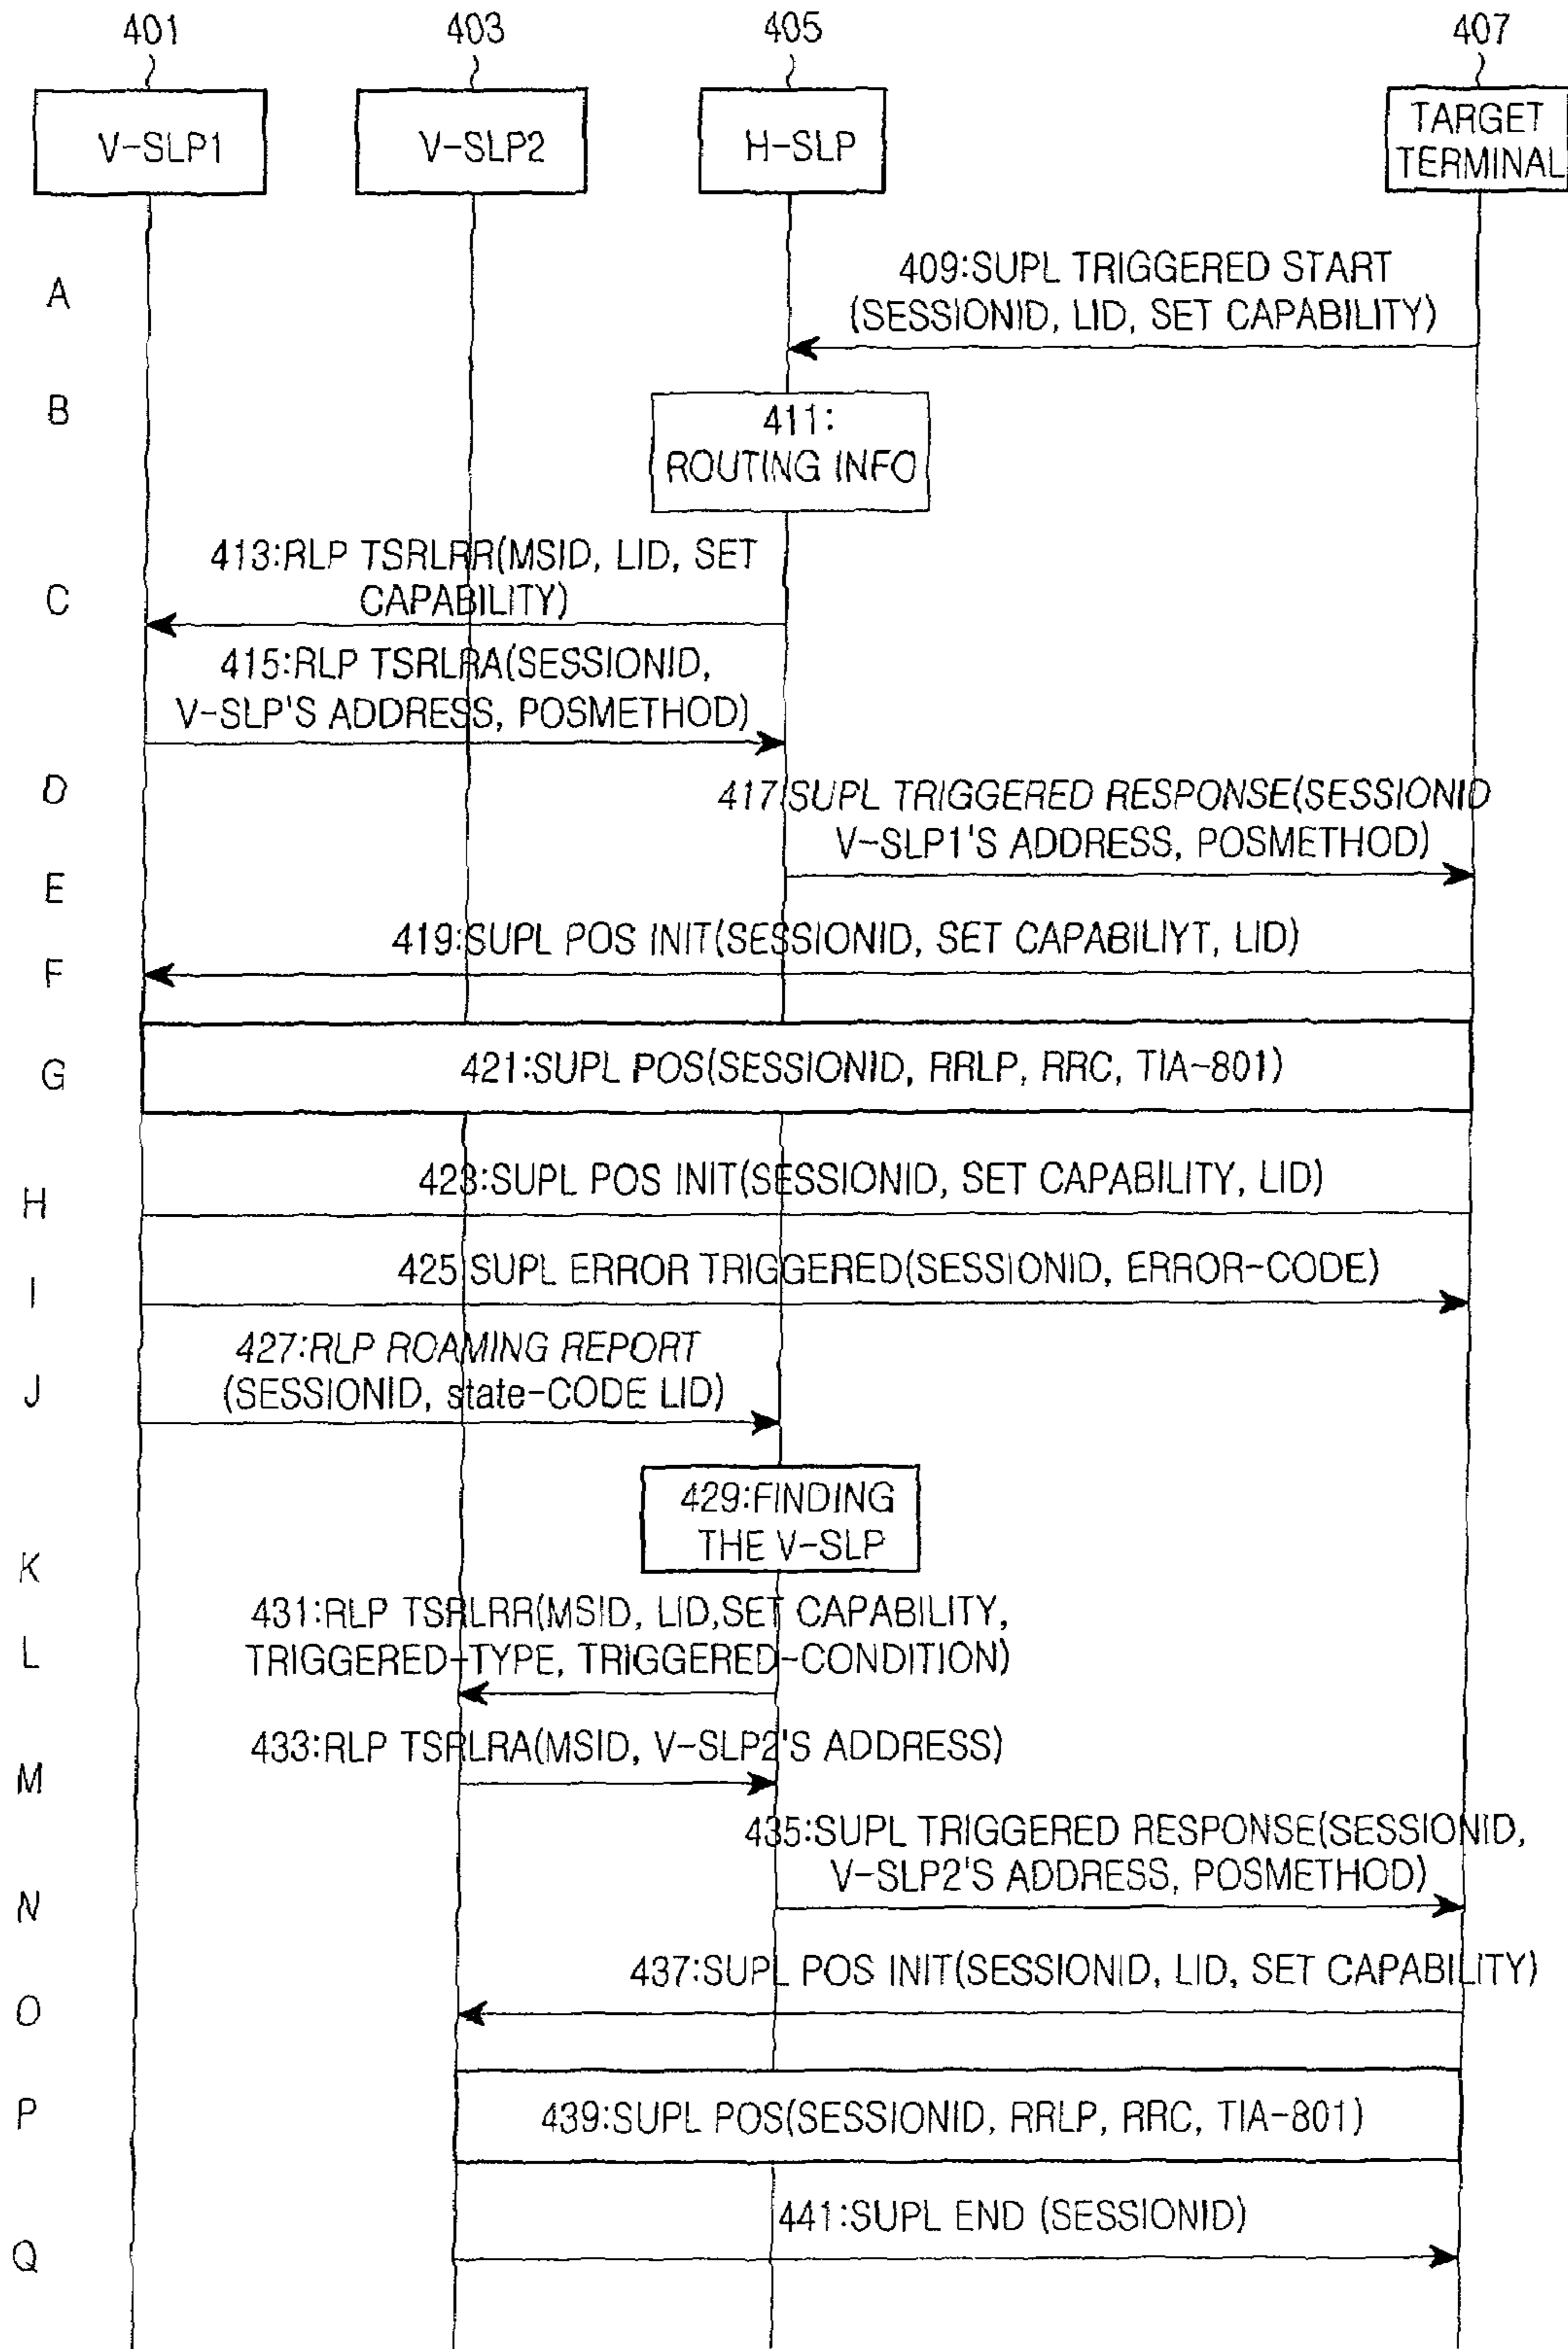 401
403
405
407
V-SLP1
V-SLP2
H-SLP
TARGET
TERMINAL
A
409:SUPL TRIGGERED START
(SESSIONID, LID, SET CAPABILITY)
B
411:
ROUTING INFO
413:RLP TSRLRR(MSID, LID, SET
CAPABILITY)
C
415:RLP TSRLRA(SESSIONID,
V-SLP'S ADDRESS, POSMETHOD)
D
417:SUPL TRIGGERED RESPONSE(SESSIONID
V-SLP1'S ADDRESS, POSMETHOD)
E
419:SUPL POS INIT(SESSIONID, SET CAPABILIYT, LID)
F
G
421:SUPL POS(SESSIONID, RRLP, RRC, TIA-801)
423:SUPL POS INIT(SESSIONID, SET CAPABILITY, LID)
H
425:SUPL ERROR TRIGGERED(SESSIONID, ERROR-CODE)
I
427:RLP ROAMING REPORT
(SESSIONID, state-CODE LID)
J
429:FINDING
THE V-SLP
K
431:RLP TSRLRR(MSID, LID,SET CAPABILITY,
TRIGGERED-TYPE, TRIGGERED-CONDITION)
L
433:RLP TSRLRA(MSID, V-SLP2'S ADDRESS)
M
435:SUPL TRIGGERED RESPONSE(SESSIONID,
V-SLP2'S ADDRESS, POSMETHOD)
N
437:SUPL POS INIT(SESSIONID, LID, SET CAPABILITY)
O
P
439:SUPL POS(SESSIONID, RRLP, RRC, TIA-801)
441:SUPL END (SESSIONID)
Q